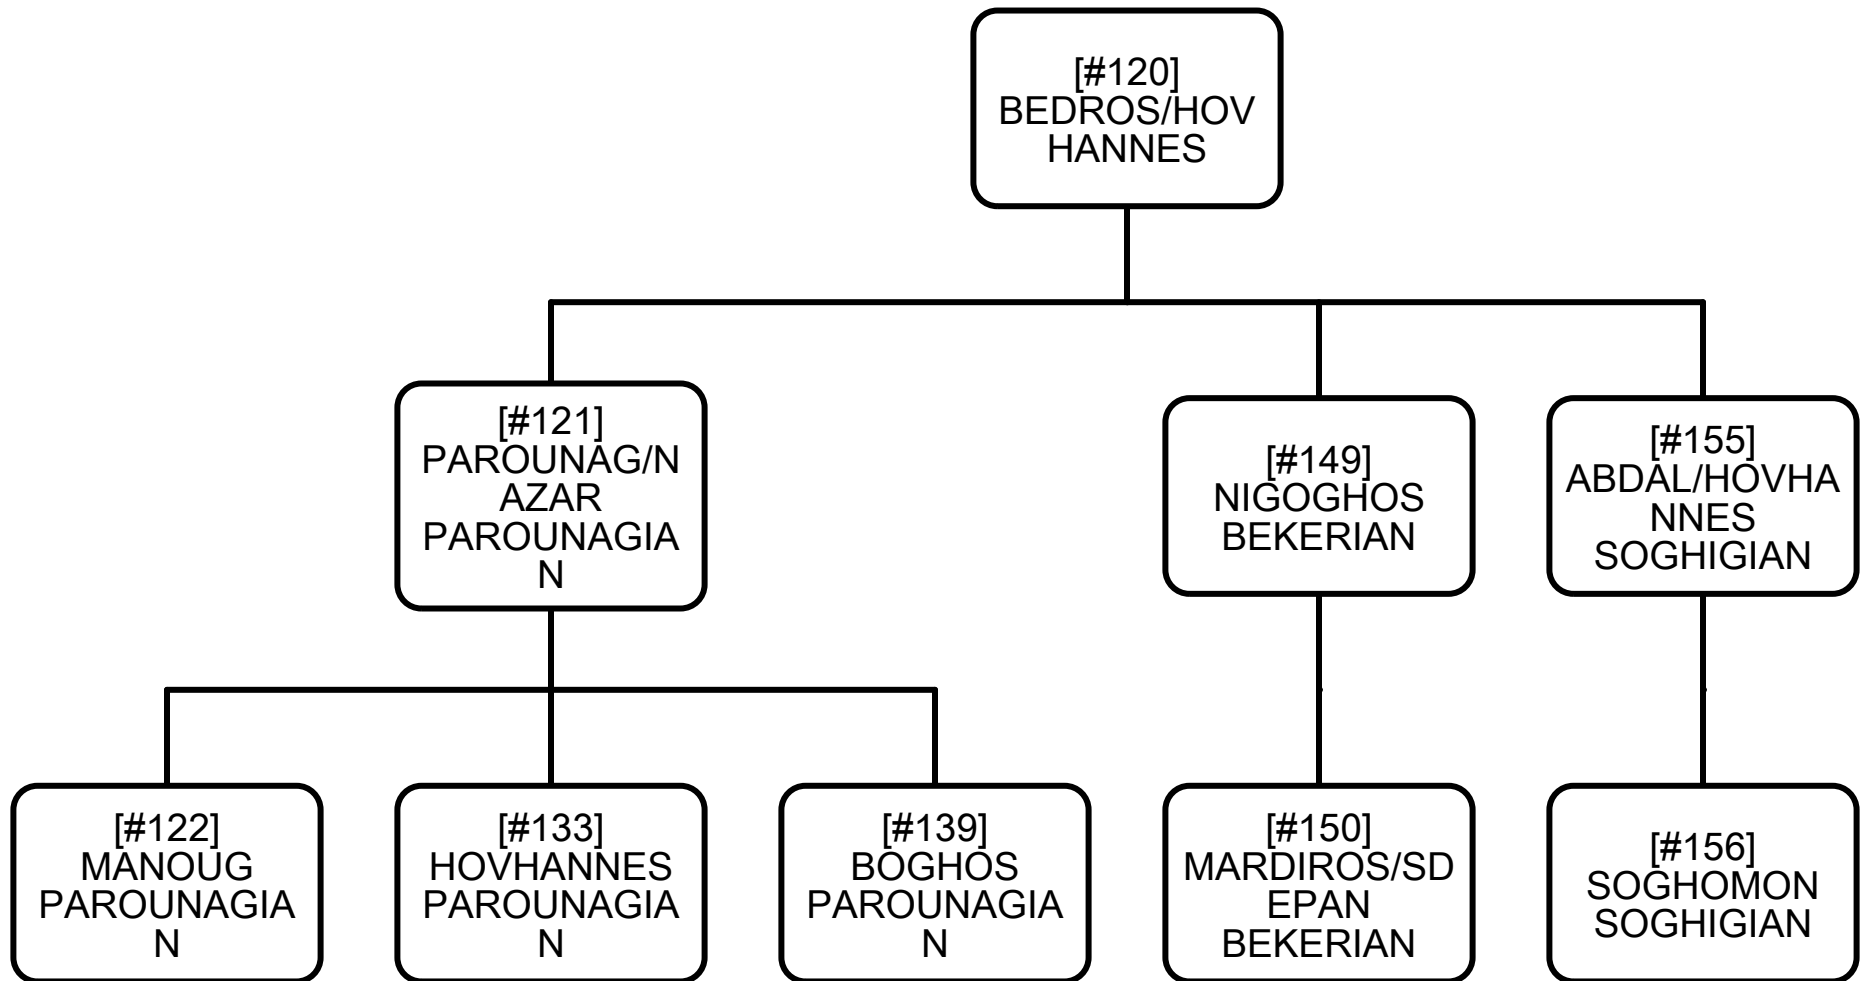 [#120]
BEDROS/HOV
HANNES
[#121]
PAROUNAG/N
AZAR
PAROUNAGIA
N
[#149]
NIGOGHOS
BEKERIAN
[#155]
ABDAL/HOVHA
NNES
SOGHIGIAN
[#122]
MANOUG
PAROUNAGIA
N
[#133]
HOVHANNES
PAROUNAGIA
N
[#139]
BOGHOS
PAROUNAGIA
N
[#150]
MARDIROS/SD
EPAN
BEKERIAN
[#156]
SOGHOMON
SOGHIGIAN